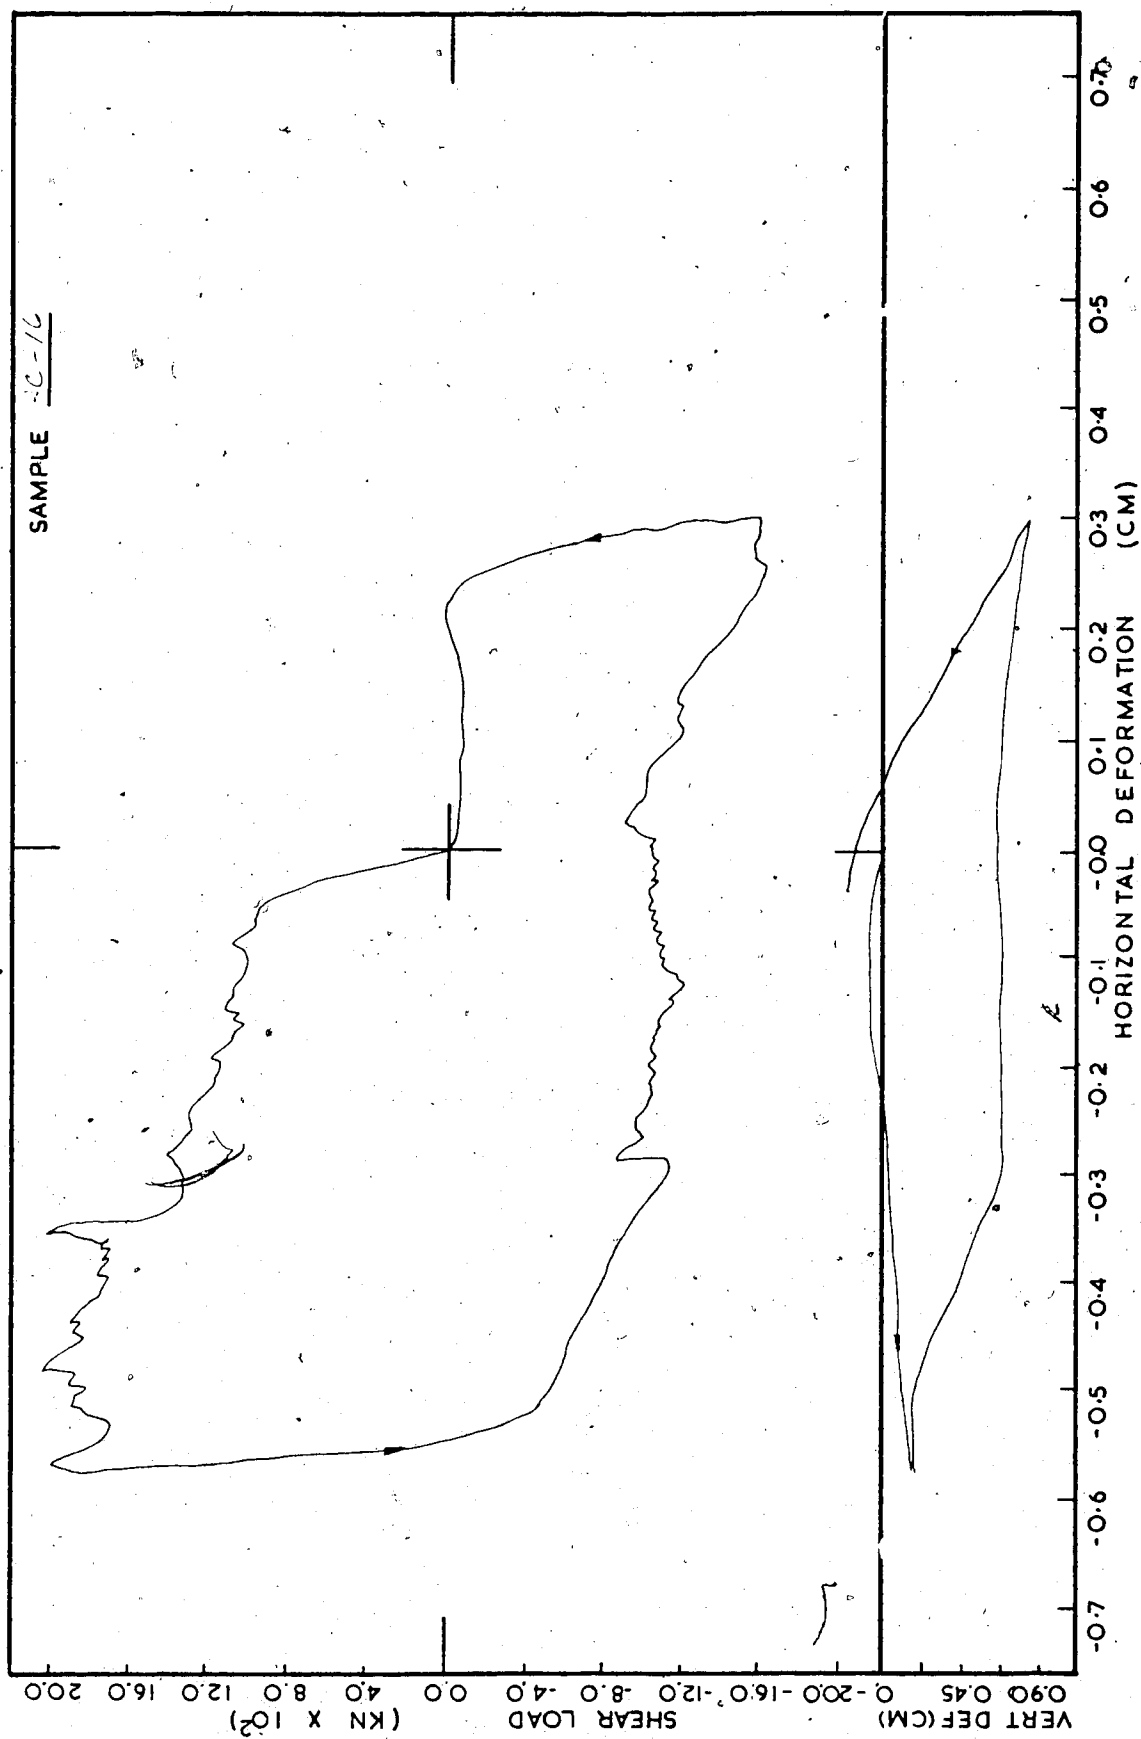 SAMPLE
20.0 16.0 12.0 8.0 4.0 0.0 -4.0 -8.0 -12.0 -16.0 -20.0
SHEAR LOAD (KN X 10²)
0 0.45 0.90
VERT DEF(CM)
-0.7 -0.6 -0.5 -0.4 -0.3 -0.2 -0.1 -0.0 0.1 0.2 0.3 0.4 0.5 0.6 0.7
HORIZONTAL DEFORMATION (CM)